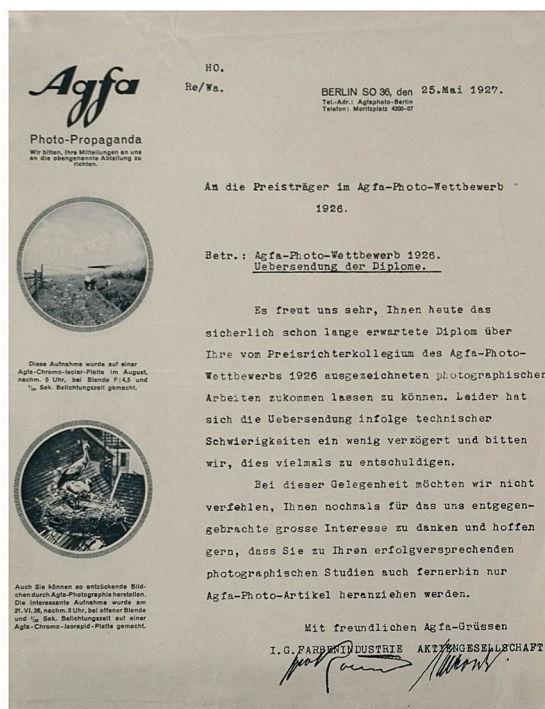 Agfa
Photo-Propaganda
Wir bitten, Ihre Mitteilungen an uns
an die obengenannte Abteilung zu
richten.
HO.
Re/Wa.
BERLIN SO 36, den 25.Mai 1927.
Tel.-Adr.: Agfaphoto-Berlin
Telefon: Moritzplatz 4200-07
An die Preisträger im Agfa-Photo-Wettbewerb
1926.
Betr.: Agfa-Photo-Wettbewerb 1926.
Uebersendung der Diplome.
Es freut uns sehr, Ihnen heute das
sicherlich schon lange erwartete Diplom über
Ihre vom Preisrichterkollegium des Agfa-Photo-
Wettbewerbs 1926 ausgezeichneten photographischen
Arbeiten zukommen lassen zu können. Leider hat
sich die Uebersendung infolge technischer
Schwierigkeiten ein wenig verzögert und bitten
wir, dies vielmals zu entschuldigen.
Bei dieser Gelegenheit möchten wir nicht
verfehlen, Ihnen nochmals für das uns entgegen-
gebrachte grosse Interesse zu danken und hoffen
gern, dass Sie zu Ihren erfolgversprechenden
photographischen Studien auch fernerhin nur
Agfa-Photo-Artikel heranziehen werden.
Mit freundlichen Agfa-Grüssen
I.G.FARBENINDUSTRIE AKTIENGESELLSCHAFT
Diese Aufnahme wurde auf einer
Agfa-Chromo-Isolar-Platte im August,
nachm. 5 Uhr, bei Blende F:4,5 und
Sek. Belichtungszeit gemacht.
Auch Sie können so entzückende Bild-
chen durch Agfa-Photographie herstellen.
Die interessante Aufnahme wurde am
21. VI. 26, nachm. Uhr, bei offener Blende
und Sek. Belichtungszeit auf einer
Agfa-Chromo-Isorapid-Platte gemacht.